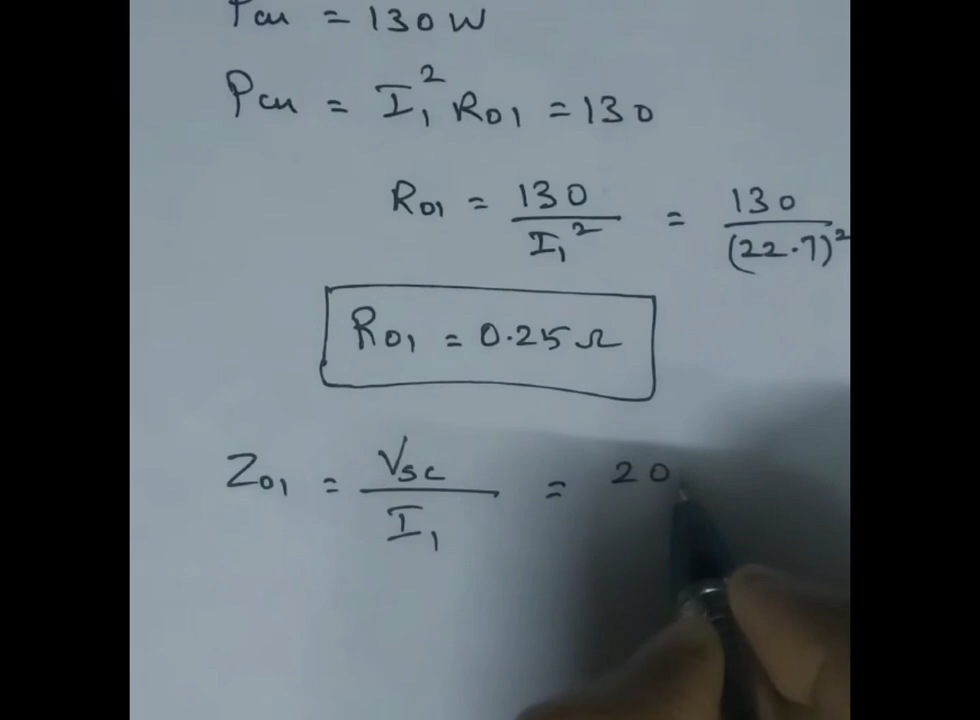 Pcu = 130 W
Pcu = I₁² R01 = 130
R01 = 130 / I₁² = 130 / (22.7)²
R01 = 0.25 Ω
Z01 = Vsc / I₁ = 20